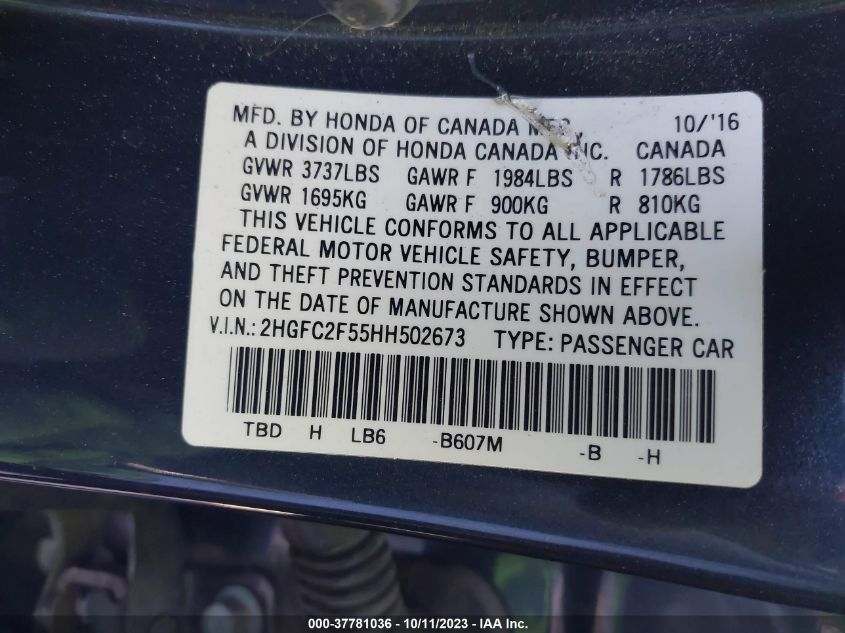 MFD. BY HONDA OF CANADA 10/'16
A DIVISION OF HONDA CANADA INC. CANADA
GVWR 3737LBS GAWR F 1984LBS R 1786LBS
GVWR 1695KG GAWR F 900KG R 810KG
THIS VEHICLE CONFORMS TO ALL APPLICABLE
FEDERAL MOTOR VEHICLE SAFETY, BUMPER,
AND THEFT PREVENTION STANDARDS IN EFFECT
ON THE DATE OF MANUFACTURE SHOWN ABOVE.
V.I.N.: 2HGFC2F55HH502673 TYPE: PASSENGER CAR
TBD H LB6 -B607M -B -H
000-37781036 - 10/11/2023 - IAA Inc.